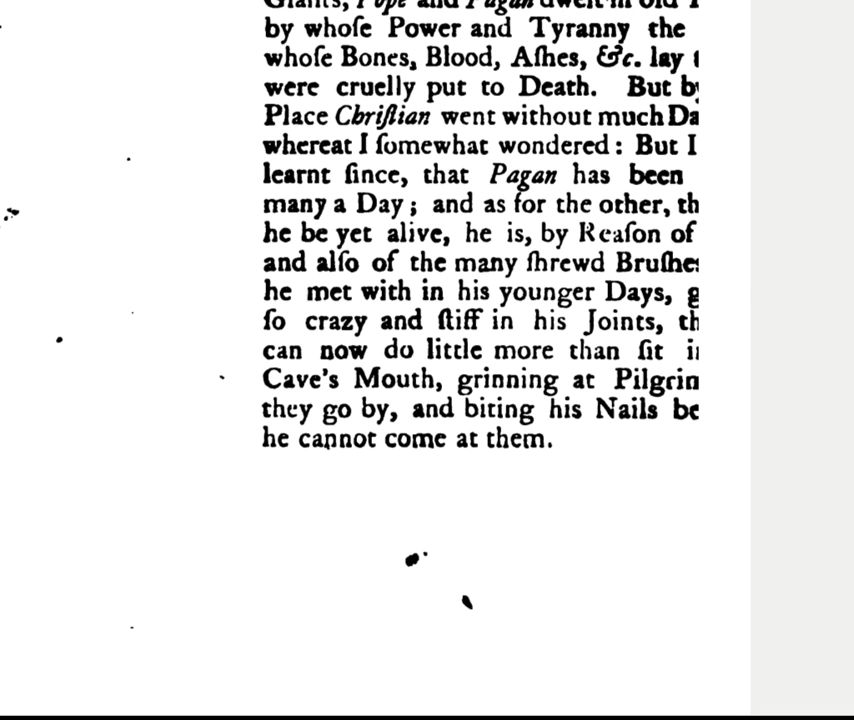 Giants, Pope and Pagan dwelt in old
by whoſe Power and Tyranny the
whoſe Bones, Blood, Aſhes, &c. lay
were cruelly put to Death. But
Place Chriſtian went without much Da
whereat I ſomewhat wondered: But I
learnt ſince, that Pagan has been
many a Day; and as for the other, th
he be yet alive, he is, by Reaſon of
and alſo of the many ſhrewd Bruſhes
he met with in his younger Days, g
ſo crazy and ſtiff in his Joints, th
can now do little more than ſit
Cave's Mouth, grinning at Pilgrim
they go by, and biting his Nails be
he cannot come at them.